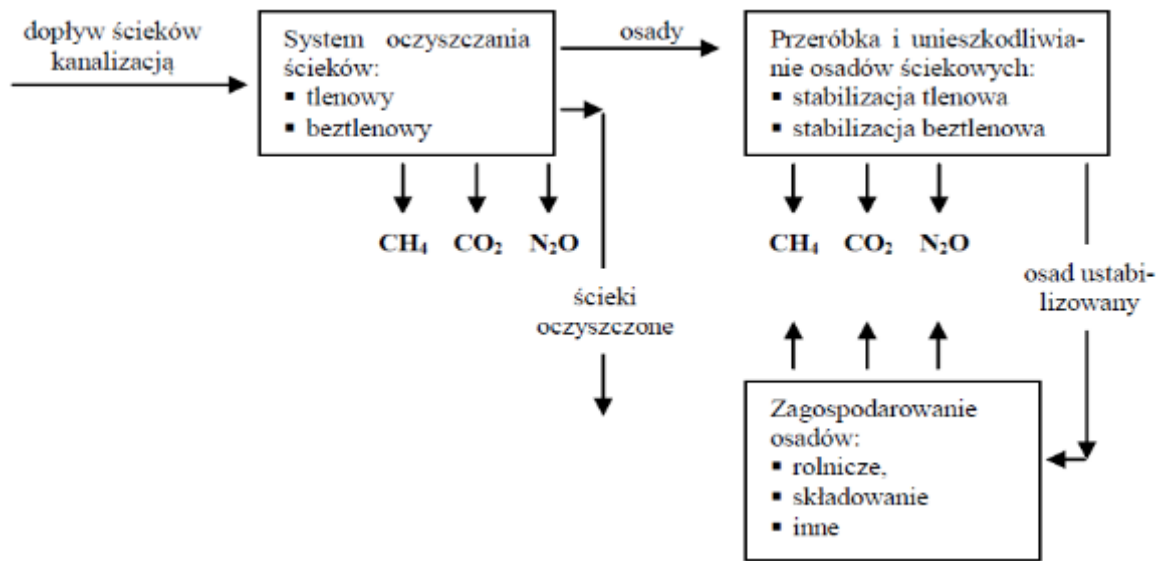 dopływ ścieków
kanalizacją
System oczyszczania
ścieków:
▪ tlenowy
▪ beztlenowy
osady
Przeróbka i unieszkodliwia-
nie osadów ściekowych:
▪ stabilizacja tlenowa
▪ stabilizacja beztlenowa
CH₄ CO₂ N₂O
ścieki
oczyszczone
CH₄ CO₂ N₂O
osad ustabi-
lizowany
Zagospodarowanie
osadów:
▪ rolnicze,
▪ składowanie
▪ inne